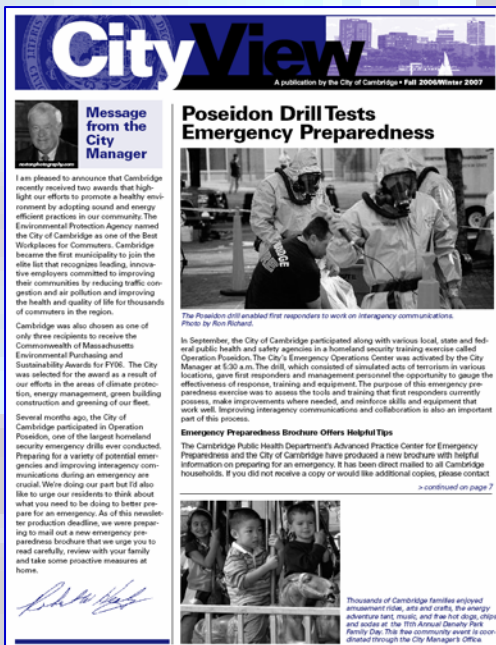 CityView
A publication by the City of Cambridge • Fall 2006/Winter 2007
Message
from the
City
Manager
I am pleased to announce that Cambridge
recently received two awards that high-
light our efforts to promote a healthy envi-
ronment by adopting sound and energy
efficient practices in our community. The
Environmental Protection Agency named
the City of Cambridge as one of the Best
Workplaces for Commuters. Cambridge
became the first municipality to join the
elite list that recognizes leading, innova-
tive employers committed to improving
their communities by reducing traffic con-
gestion and air pollution and improving
the health and quality of life for thousands
of commuters in the region.
Cambridge was also chosen as one of
only three recipients to receive the
Commonwealth of Massachusetts
Environmental Purchasing and
Sustainability Awards for FY06. The City
was selected for the award as a result of
our efforts in the areas of climate protec-
tion, energy management, green building
construction and greening of our fleet.
Several months ago, the City of
Cambridge participated in Operation
Poseidon, one of the largest homeland
security emergency drills ever conducted.
Preparing for a variety of potential emer-
gencies and improving interagency com-
munications during an emergency are
crucial. We're doing our part but I'd also
like to urge our residents to think about
what you need to be doing to better pre-
pare for an emergency. As of this newslet-
ter production deadline, we were prepar-
ing to mail out a new emergency pre-
paredness brochure that we urge you to
read carefully, review with your family
and take some proactive measures at
home.
Poseidon Drill Tests
Emergency Preparedness
The Poseidon drill enabled first responders to work on interagency communications.
Photo by Ron Richard.
In September, the City of Cambridge participated along with various local, state and fed-
eral public health and safety agencies in a homeland security training exercise called
Operation Poseidon. The City's Emergency Operations Center was activated by the City
Manager at 5:30 a.m. The drill, which consisted of simulated acts of terrorism in various
locations, gave first responders and management personnel the opportunity to gauge the
effectiveness of response, training and equipment. The purpose of this emergency pre-
paredness exercise was to assess the tools and training that first responders currently
possess, make improvements where needed, and reinforce skills and equipment that
work well. Improving interagency communications and collaboration is also an important
part of this process.
Emergency Preparedness Brochure Offers Helpful Tips
The Cambridge Public Health Department's Advanced Practice Center for Emergency
Preparedness and the City of Cambridge have produced a new brochure with helpful
information on preparing for an emergency. It has been direct mailed to all Cambridge
households. If you did not receive a copy or would like additional copies, please contact
> continued on page 7
Thousands of Cambridge families enjoyed
amusement rides, arts and crafts, the energy
adventure tent, music, and free hot dogs, chips
and sodas at the 11th Annual Danehy Park
Family Day. This free community event is coor-
dinated through the City Manager's Office.